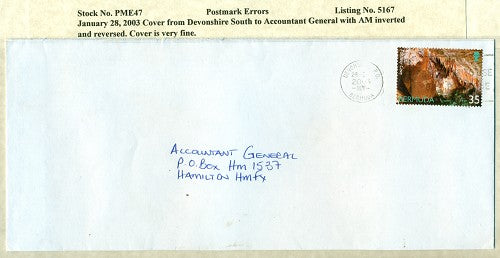 Stock No. PME47 Postmark Errors Listing No. 5167
January 28, 2003 Cover from Devonshire South to Accountant General with AM inverted
and reversed. Cover is very fine.
BERMUDA 35
ACCOUNTANT GENERAL
P.O. BOX HM 1537
HAMILTON HMFX